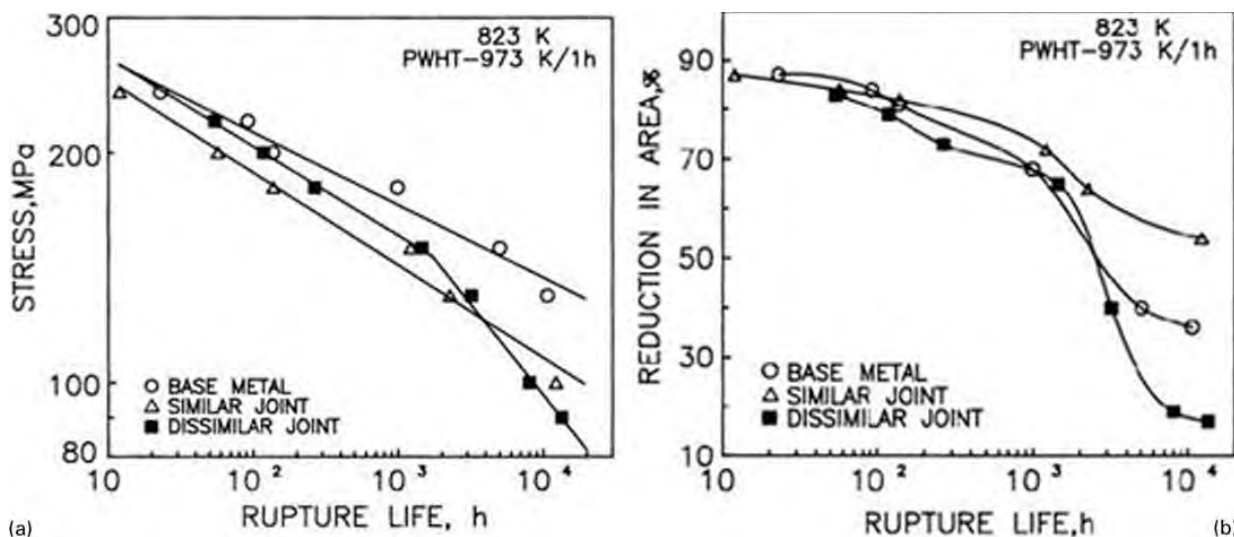 300
200
100
80
STRESS,MPa
823 K
PWHT-973 K/1h
BASE METAL
SIMILAR JOINT
DISSIMILAR JOINT
10
10²
10³
10⁴
RUPTURE LIFE, h
(a)
90
70
50
30
10
REDUCTION IN AREA,%
823 K
PWHT-973 K/1h
BASE METAL
SIMILAR JOINT
DISSIMILAR JOINT
10
10²
10³
10⁴
RUPTURE LIFE,h
(b)